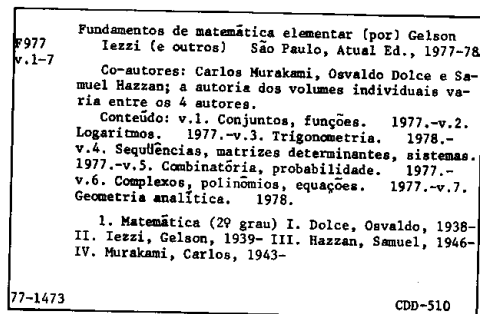 Fundamentos de matemática elementar (por) Gelson
F977 Iezzi (e outros) São Paulo, Atual Ed., 1977-78
v.1-7
Co-autores: Carlos Murakami, Osvaldo Dolce e Sa-
muel Hazzan; a autoria dos volumes individuais va-
ria entre os 4 autores.
Conteúdo: v.1. Conjuntos, funções. 1977.-v.2.
Logaritmos. 1977.-v.3. Trigonometria. 1978.-
v.4. Seqüências, matrizes determinantes, sistemas.
1977.-v.5. Combinatória, probabilidade. 1977.-
v.6. Complexos, polinômios, equações. 1977.-v.7.
Geometria analítica. 1978.
1. Matemática (2º grau) I. Dolce, Osvaldo, 1938-
II. Iezzi, Gelson, 1939- III. Hazzan, Samuel, 1946-
IV. Murakami, Carlos, 1943-
77-1473 CDD-510